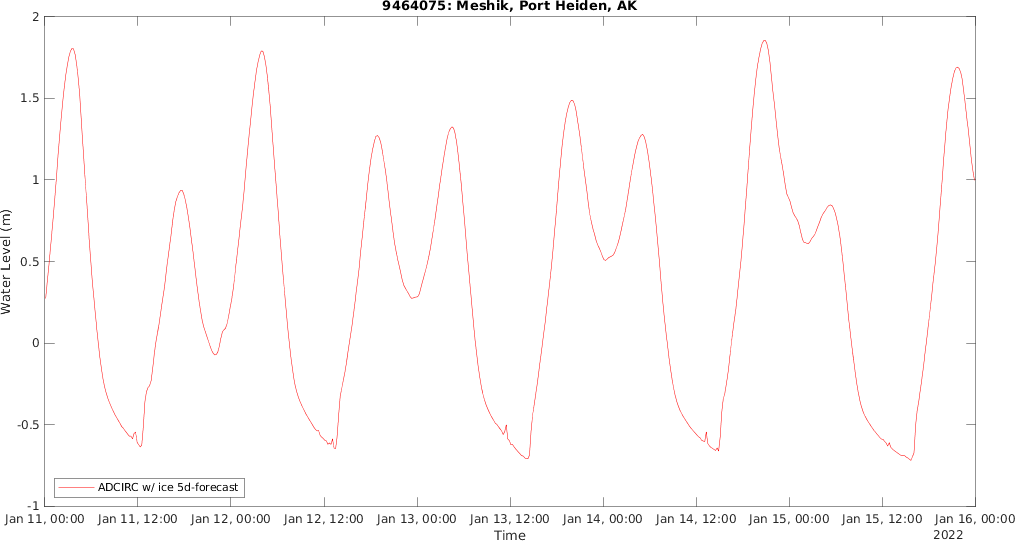 9464075: Meshik, Port Heiden, AK
Water Level (m)
2
1.5
1
0.5
0
-0.5
-1
ADCIRC w/ ice 5d-forecast
Jan 11, 00:00 Jan 11, 12:00 Jan 12, 00:00 Jan 12, 12:00 Jan 13, 00:00 Jan 13, 12:00 Jan 14, 00:00 Jan 14, 12:00 Jan 15, 00:00 Jan 15, 12:00 Jan 16, 00:00
Time
2022